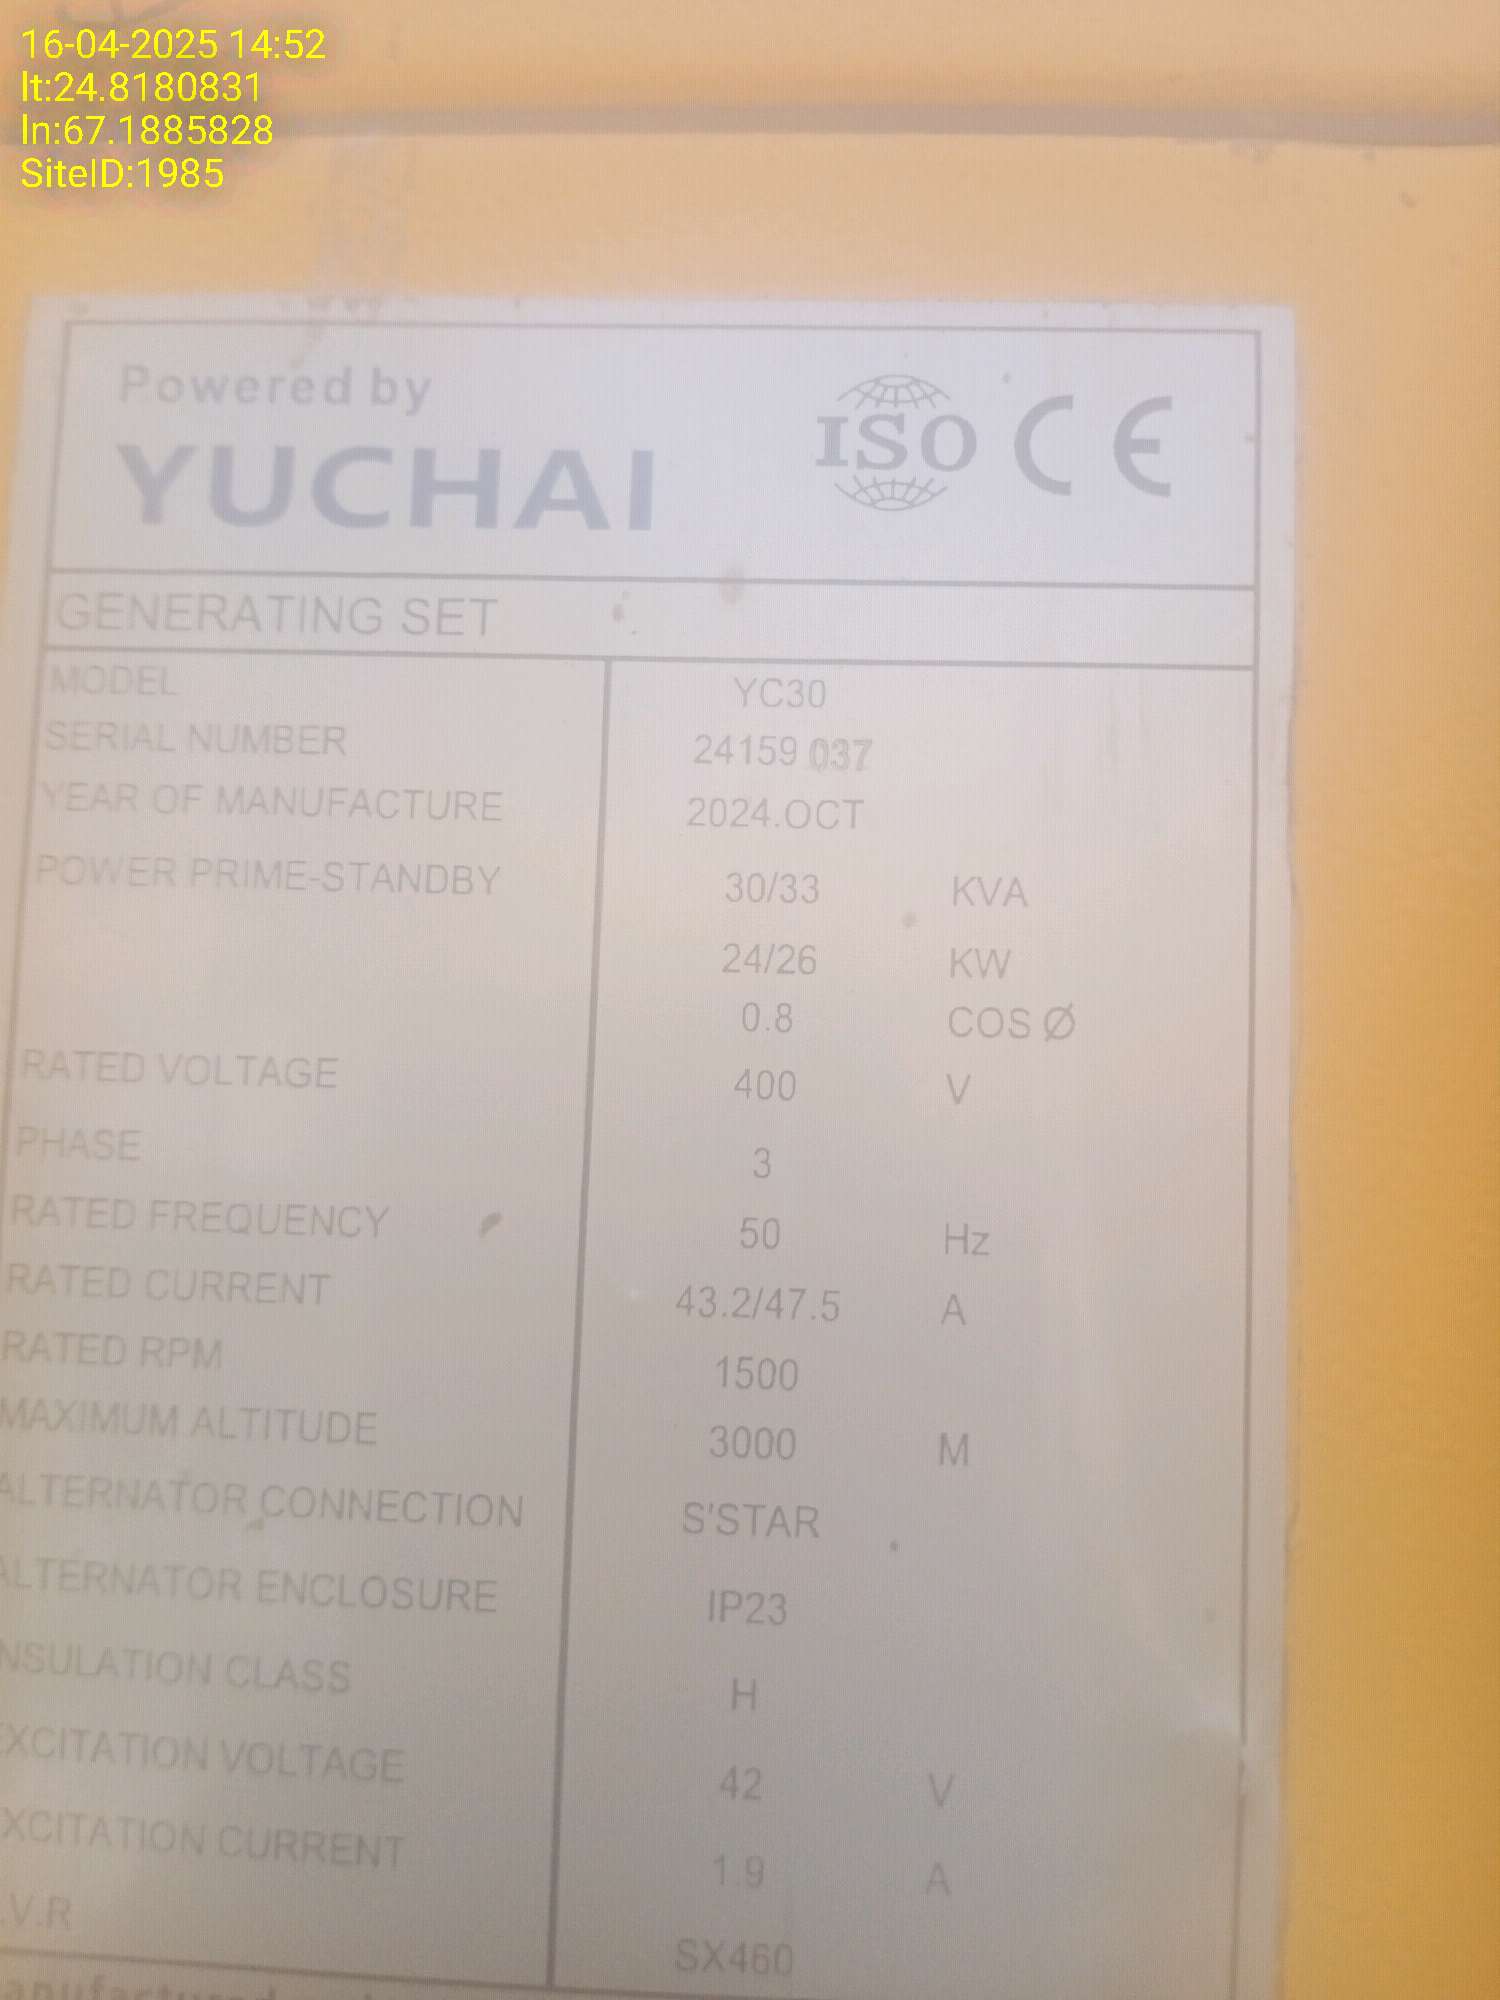 16-04-2025 14:52
lt:24.8180831
ln:67.1885828
SiteID:1985
Powered by
YUCHAI
ISO CE
GENERATING SET
MODEL YC30
SERIAL NUMBER 24159 037
YEAR OF MANUFACTURE 2024.OCT
POWER PRIME-STANDBY 30/33 KVA
24/26 KW
0.8 COS Ø
RATED VOLTAGE 400 V
PHASE 3
RATED FREQUENCY 50 Hz
RATED CURRENT 43.2/47.5 A
RATED RPM 1500
MAXIMUM ALTITUDE 3000 M
ALTERNATOR CONNECTION S'STAR
ALTERNATOR ENCLOSURE IP23
NSULATION CLASS H
EXCITATION VOLTAGE 42 V
XCITATION CURRENT 1.9 A
.V.R SX460